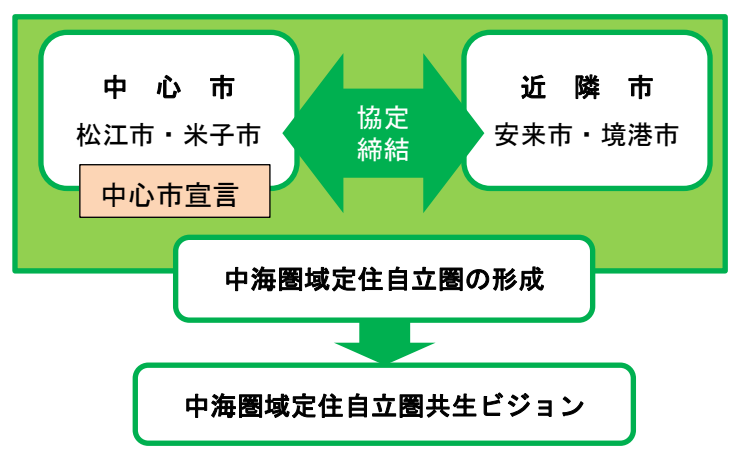 中　心　市
松江市・米子市
中心市宣言
協定
締結
近　隣　市
安来市・境港市
中海圏域定住自立圏の形成
中海圏域定住自立圏共生ビジョン